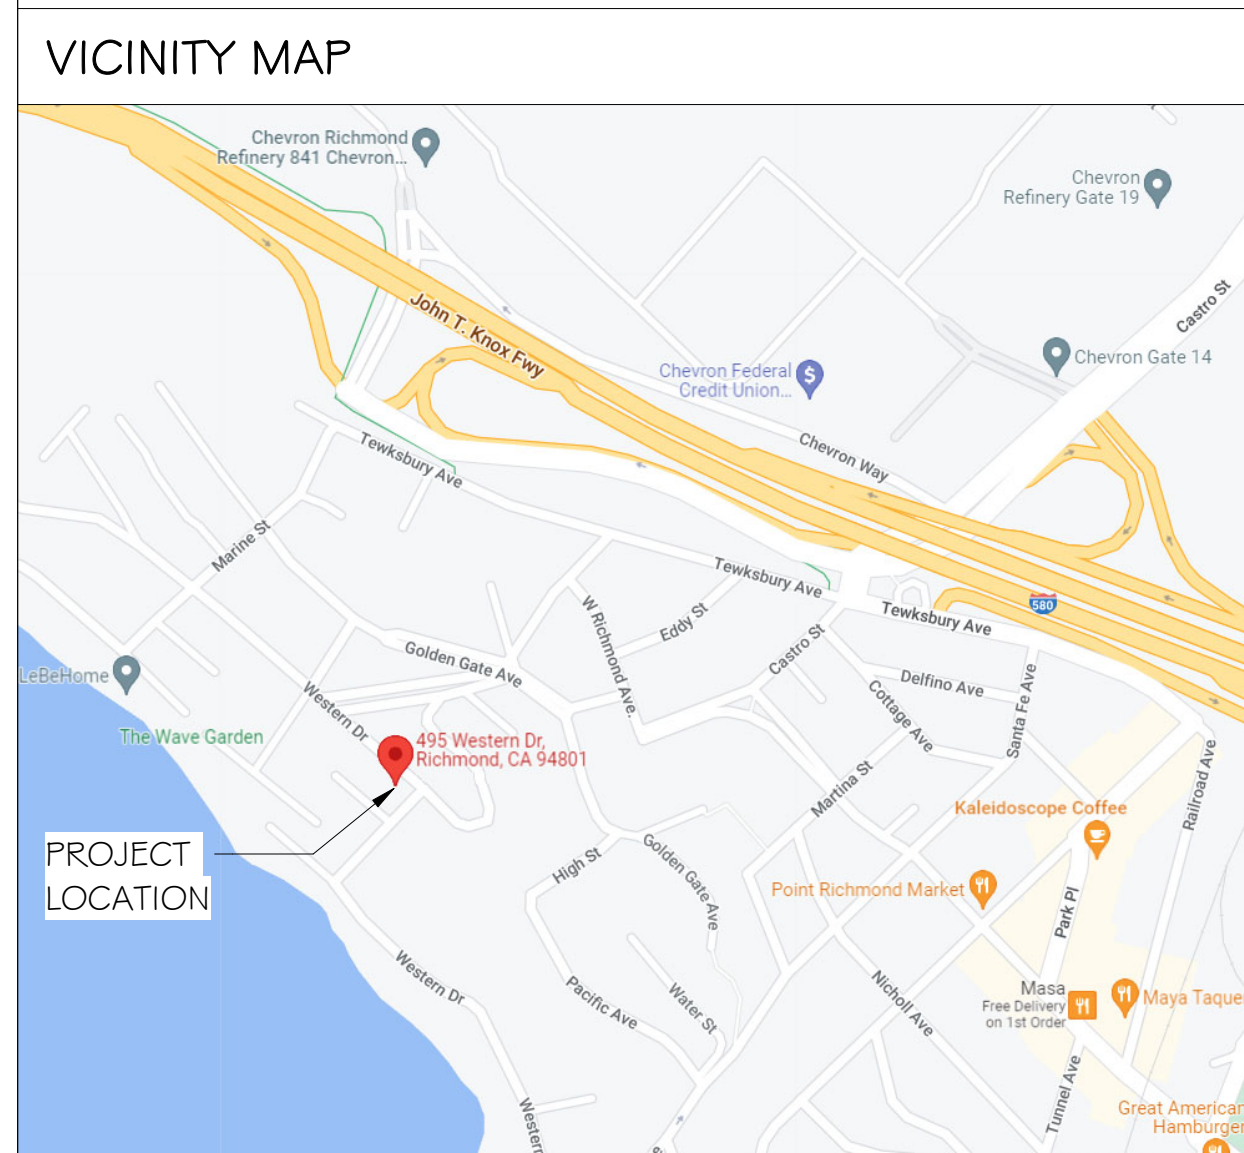 VICINITY MAP
Chevron Richmond
Refinery 841 Chevron...
Chevron
Refinery Gate 19
Castro St
John T. Knox Fwy
Chevron Gate 14
Chevron Federal
Credit Union...
$
Chevron Way
Tewksbury Ave
Marine St
Tewksbury Ave
580
Tewksbury Ave
W Richmond Ave.
Eddy St
Castro St
Golden Gate Ave
LeBeHome
Delfino Ave
Cottage Ave
Santa Fe Ave
Western Dr
The Wave Garden
495 Western Dr,
Richmond, CA 94801
Railroad Ave
Martina St
Kaleidoscope Coffee
PROJECT
LOCATION
High St
Golden Gate Ave
Point Richmond Market
Park Pl
Western Dr
Pacific Ave
Water St
Nicholl Ave
Masa
Free Delivery
on 1st Order
Maya Taque
Tunnel Ave
Western
Great American
Hamburger